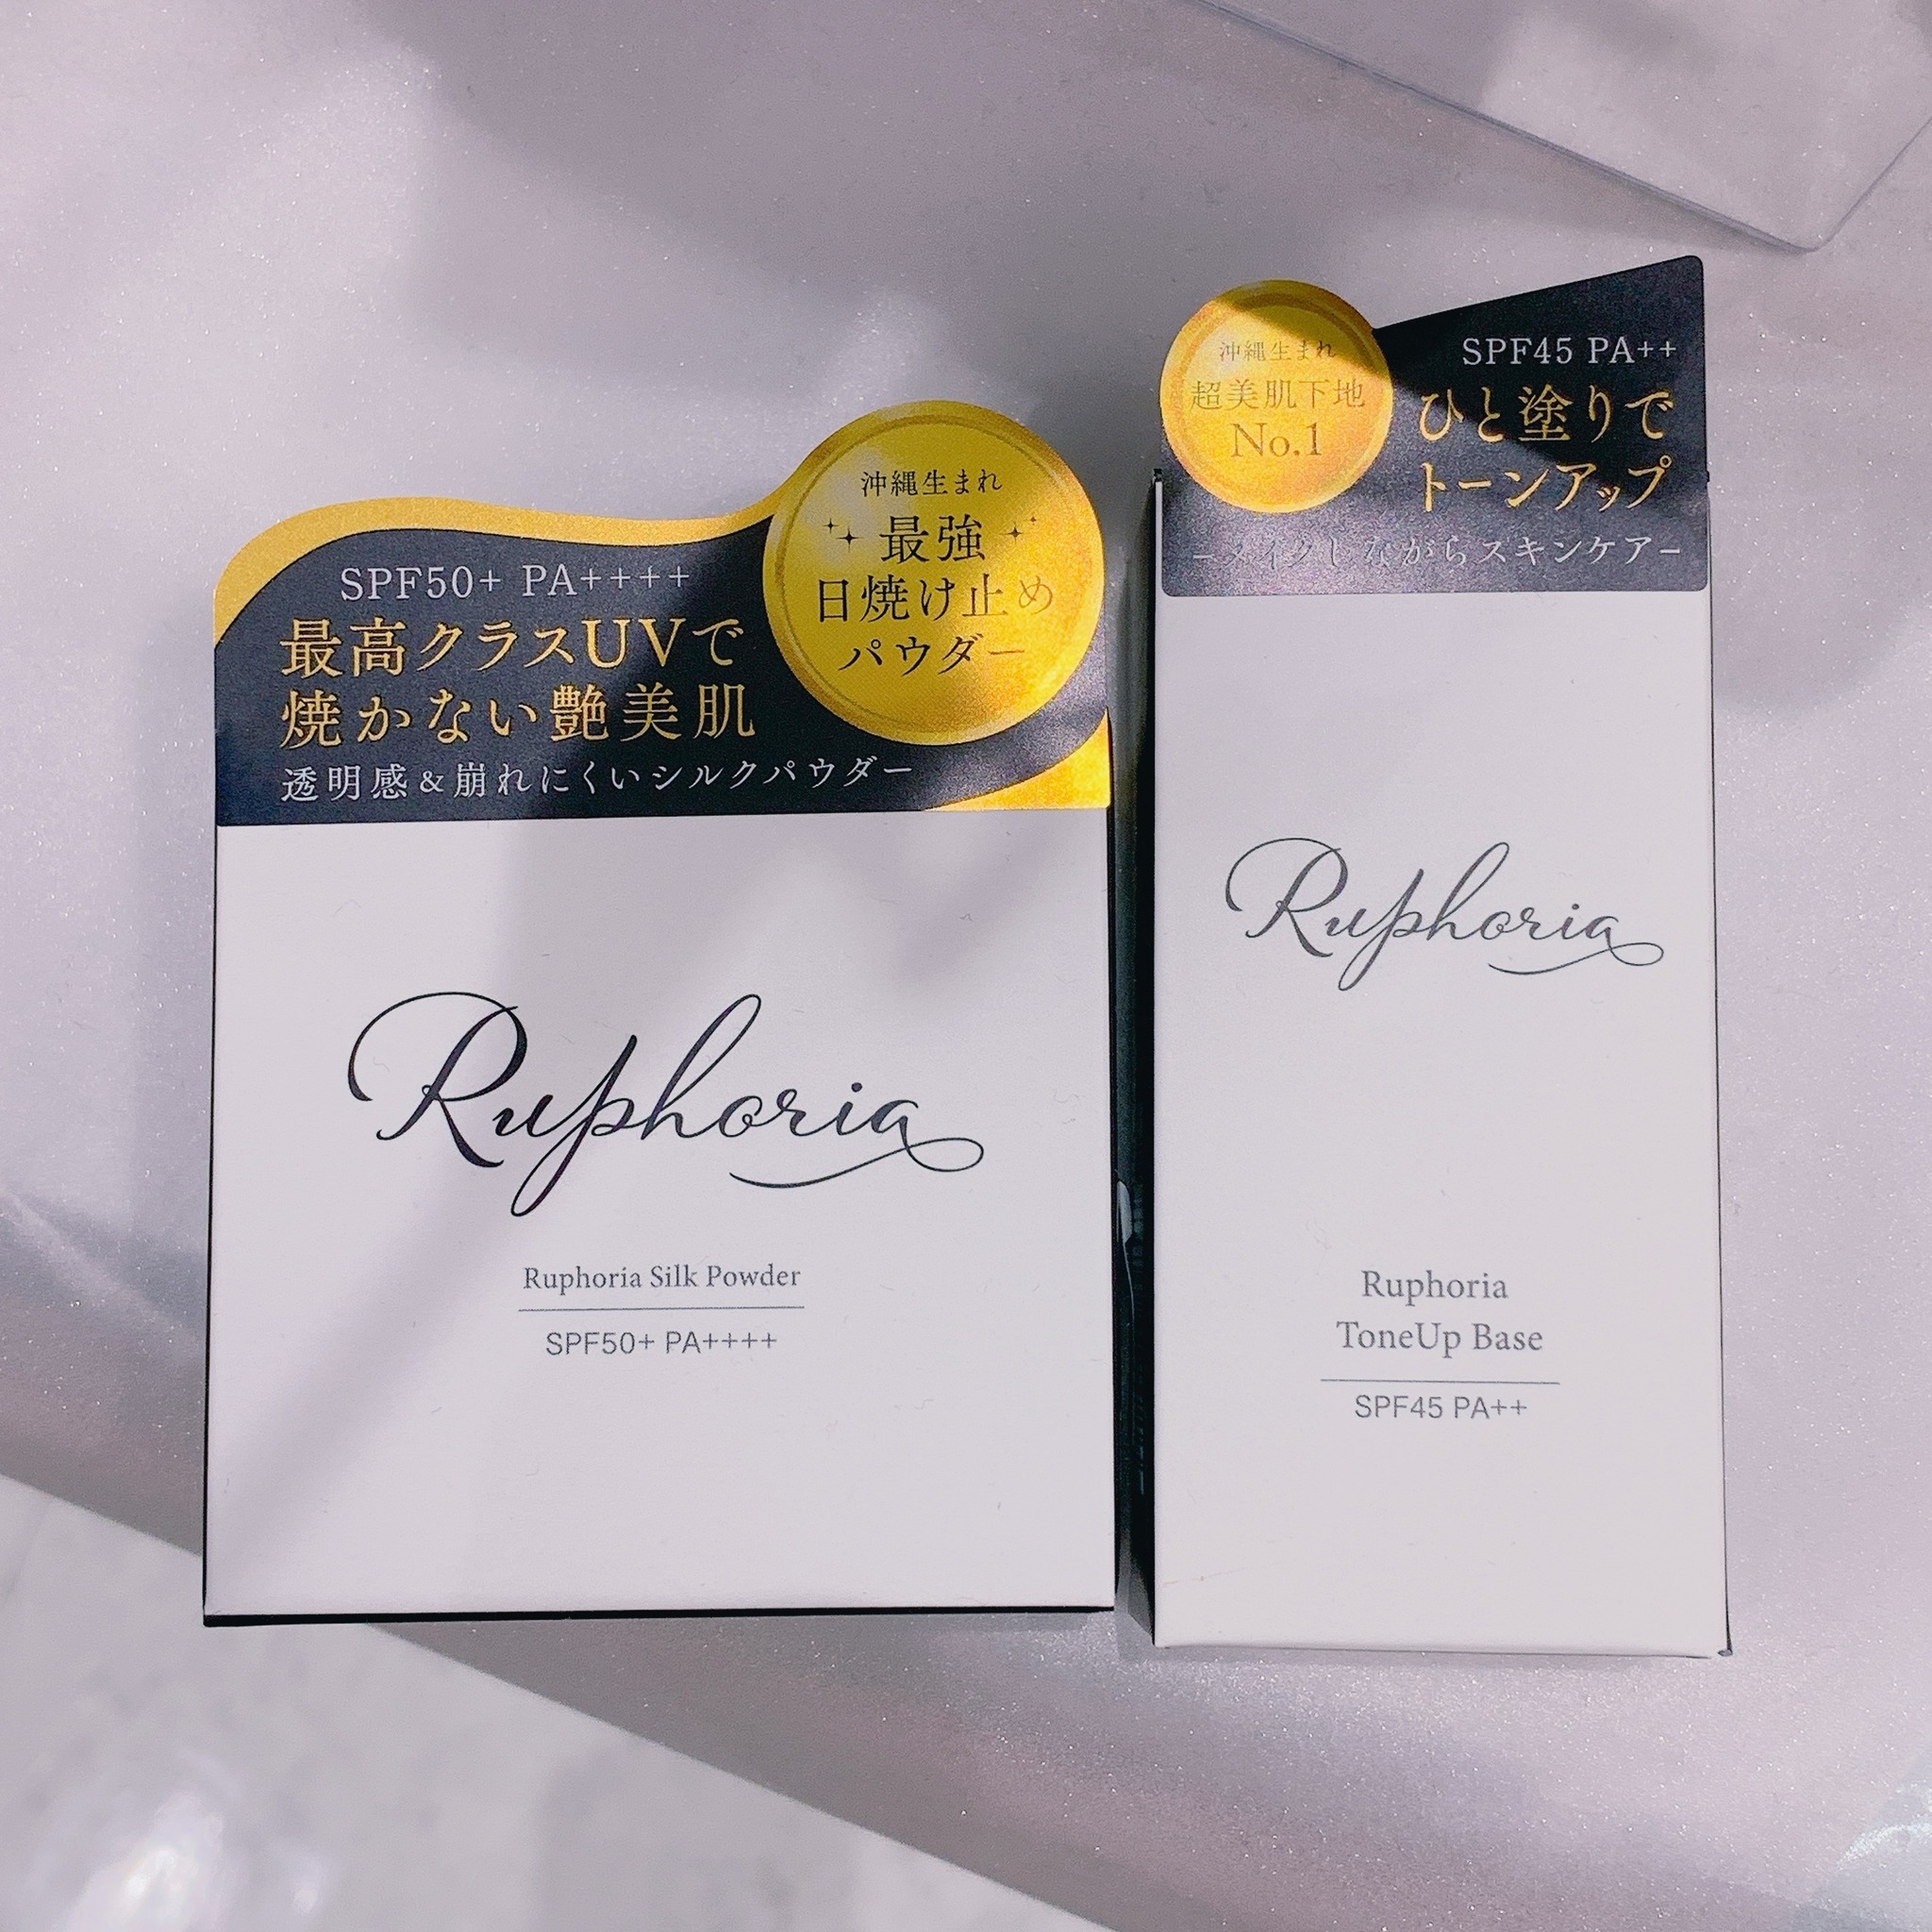 沖縄生まれ
最強
日焼け止め
パウダー
SPF50+ PA++++
最高クラスUVで
焼かない艶美肌
透明感&崩れにくいシルクパウダー
Ruphoria
Ruphoria Silk Powder
SPF50+ PA++++
沖縄生まれ
超美肌下地
No.1
SPF45 PA++
ひと塗りで
トーンアップ
−メイクしながらスキンケア−
Ruphoria
Ruphoria
ToneUp Base
SPF45 PA++